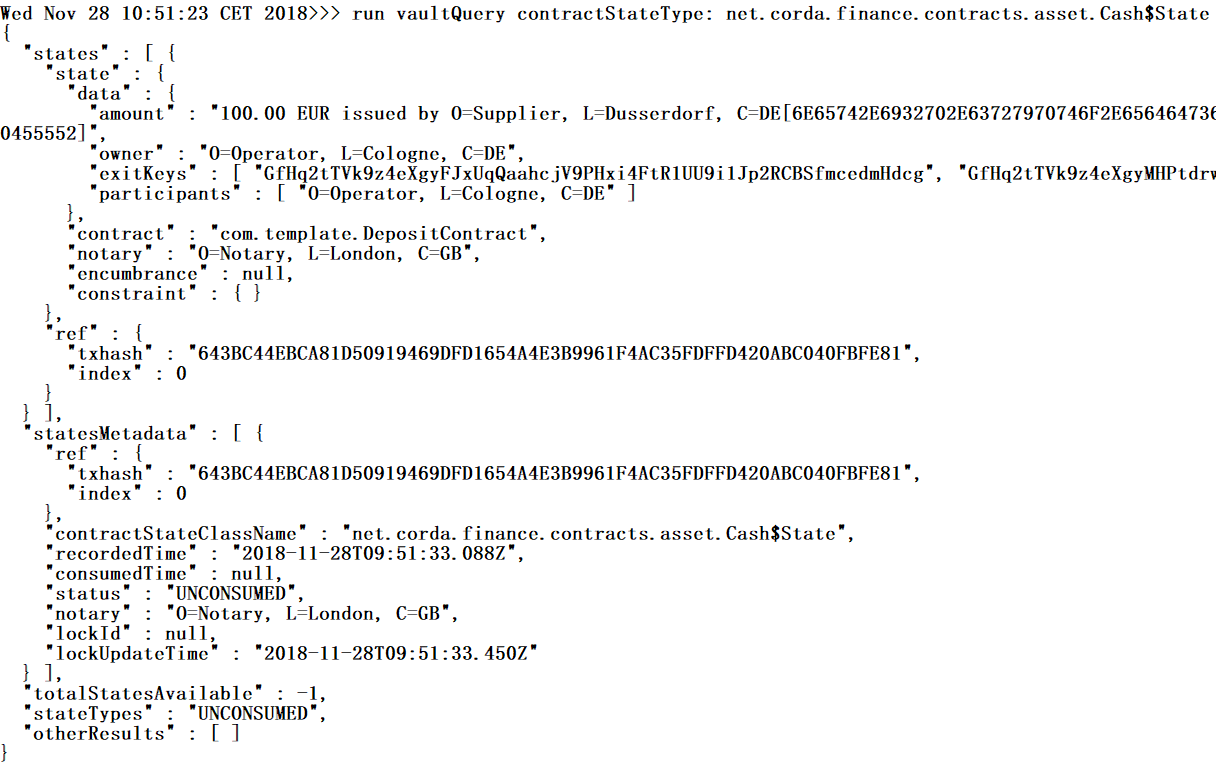 Wed Nov 28 10:51:23 CET 2018>>> run vaultQuery contractStateType: net.corda.finance.contracts.asset.Cash$State
{
"states" : [ {
"state" : {
"data" : {
"amount" : "100.00 EUR issued by O=Supplier, L=Dusserdorf, C=DE[6E65742E6932702E63727970746F2E656464736
0455552]",
"owner" : "O=Operator, L=Cologne, C=DE",
"exitKeys" : [ "GfHq2tTVk9z4eXgyFJxUqQaahcjV9PHxi4FtR1UU9i1Jp2RCBSfmcedmHdcg", "GfHq2tTVk9z4eXgyMHPtdrw
"participants" : [ "O=Operator, L=Cologne, C=DE" ]
},
"contract" : "com.template.DepositContract",
"notary" : "O=Notary, L=London, C=GB",
"encumbrance" : null,
"constraint" : { }
},
"ref" : {
"txhash" : "643BC44EBCA81D50919469DFD1654A4E3B9961F4AC35FDFFD420ABC040FBFE81",
"index" : 0
}
} ],
"statesMetadata" : [ {
"ref" : {
"txhash" : "643BC44EBCA81D50919469DFD1654A4E3B9961F4AC35FDFFD420ABC040FBFE81",
"index" : 0
},
"contractStateClassName" : "net.corda.finance.contracts.asset.Cash$State",
"recordedTime" : "2018-11-28T09:51:33.088Z",
"consumedTime" : null,
"status" : "UNCONSUMED",
"notary" : "O=Notary, L=London, C=GB",
"lockId" : null,
"lockUpdateTime" : "2018-11-28T09:51:33.450Z"
} ],
"totalStatesAvailable" : -1,
"stateTypes" : "UNCONSUMED",
"otherResults" : [ ]
}